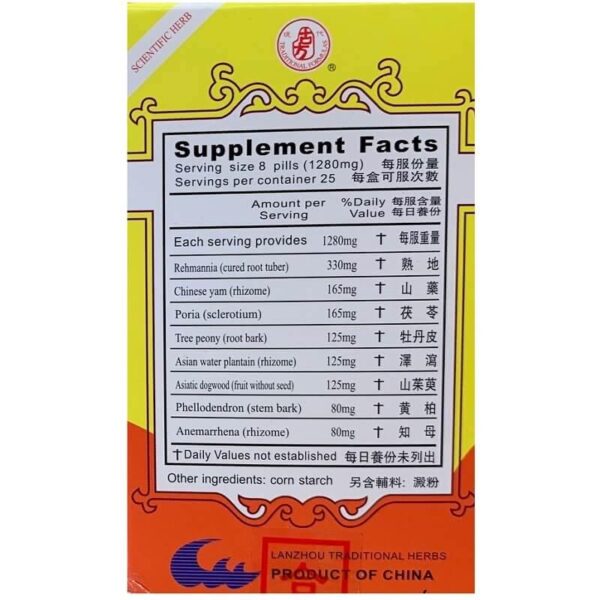 SCIENTIFIC HERB
現代
TRADITIONAL FORMULAS
®
Supplement Facts
Serving size 8 pills (1280mg) 每服份量
Servings per container 25 每盒可服次數
Amount per Serving %Daily Value 每服含量 每日養份
Each serving provides 1280mg † 每服重量
Rehmannia (cured root tuber) 330mg † 熟地
Chinese yam (rhizome) 165mg † 山藥
Poria (sclerotium) 165mg † 茯苓
Tree peony (root bark) 125mg † 牡丹皮
Asian water plantain (rhizome) 125mg † 澤瀉
Asiatic dogwood (fruit without seed) 125mg † 山茱萸
Phellodendron (stem bark) 80mg † 黄柏
Anemarrhena (rhizome) 80mg † 知母
†Daily Values not established 每日養份未列出
Other ingredients: corn starch 另含輔料: 澱粉
LANZHOU TRADITIONAL HERBS
PRODUCT OF CHINA